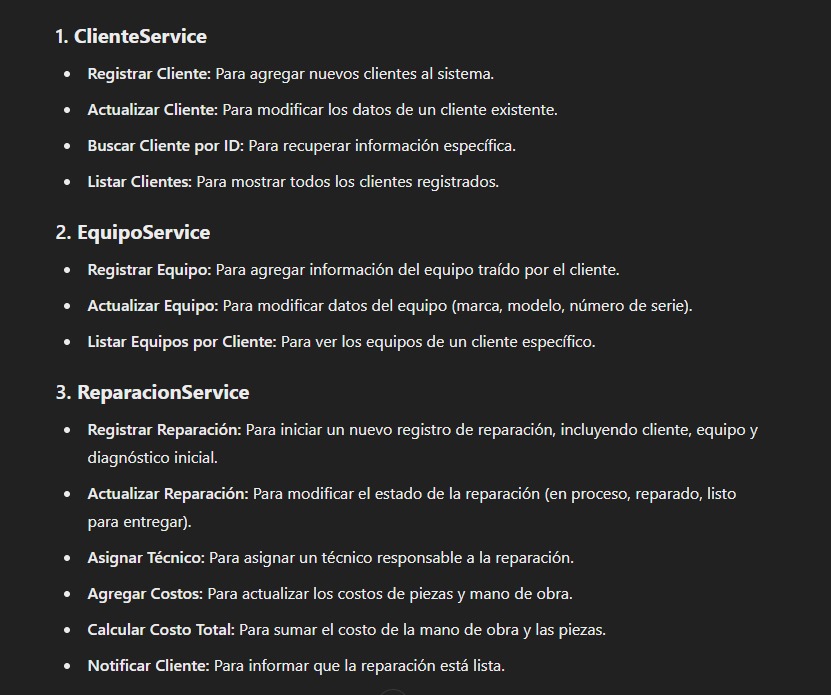 1. ClienteService
• Registrar Cliente: Para agregar nuevos clientes al sistema.
• Actualizar Cliente: Para modificar los datos de un cliente existente.
• Buscar Cliente por ID: Para recuperar información específica.
• Listar Clientes: Para mostrar todos los clientes registrados.
2. EquipoService
• Registrar Equipo: Para agregar información del equipo traído por el cliente.
• Actualizar Equipo: Para modificar datos del equipo (marca, modelo, número de serie).
• Listar Equipos por Cliente: Para ver los equipos de un cliente específico.
3. ReparacionService
• Registrar Reparación: Para iniciar un nuevo registro de reparación, incluyendo cliente, equipo y
diagnóstico inicial.
• Actualizar Reparación: Para modificar el estado de la reparación (en proceso, reparado, listo
para entregar).
• Asignar Técnico: Para asignar un técnico responsable a la reparación.
• Agregar Costos: Para actualizar los costos de piezas y mano de obra.
• Calcular Costo Total: Para sumar el costo de la mano de obra y las piezas.
• Notificar Cliente: Para informar que la reparación está lista.